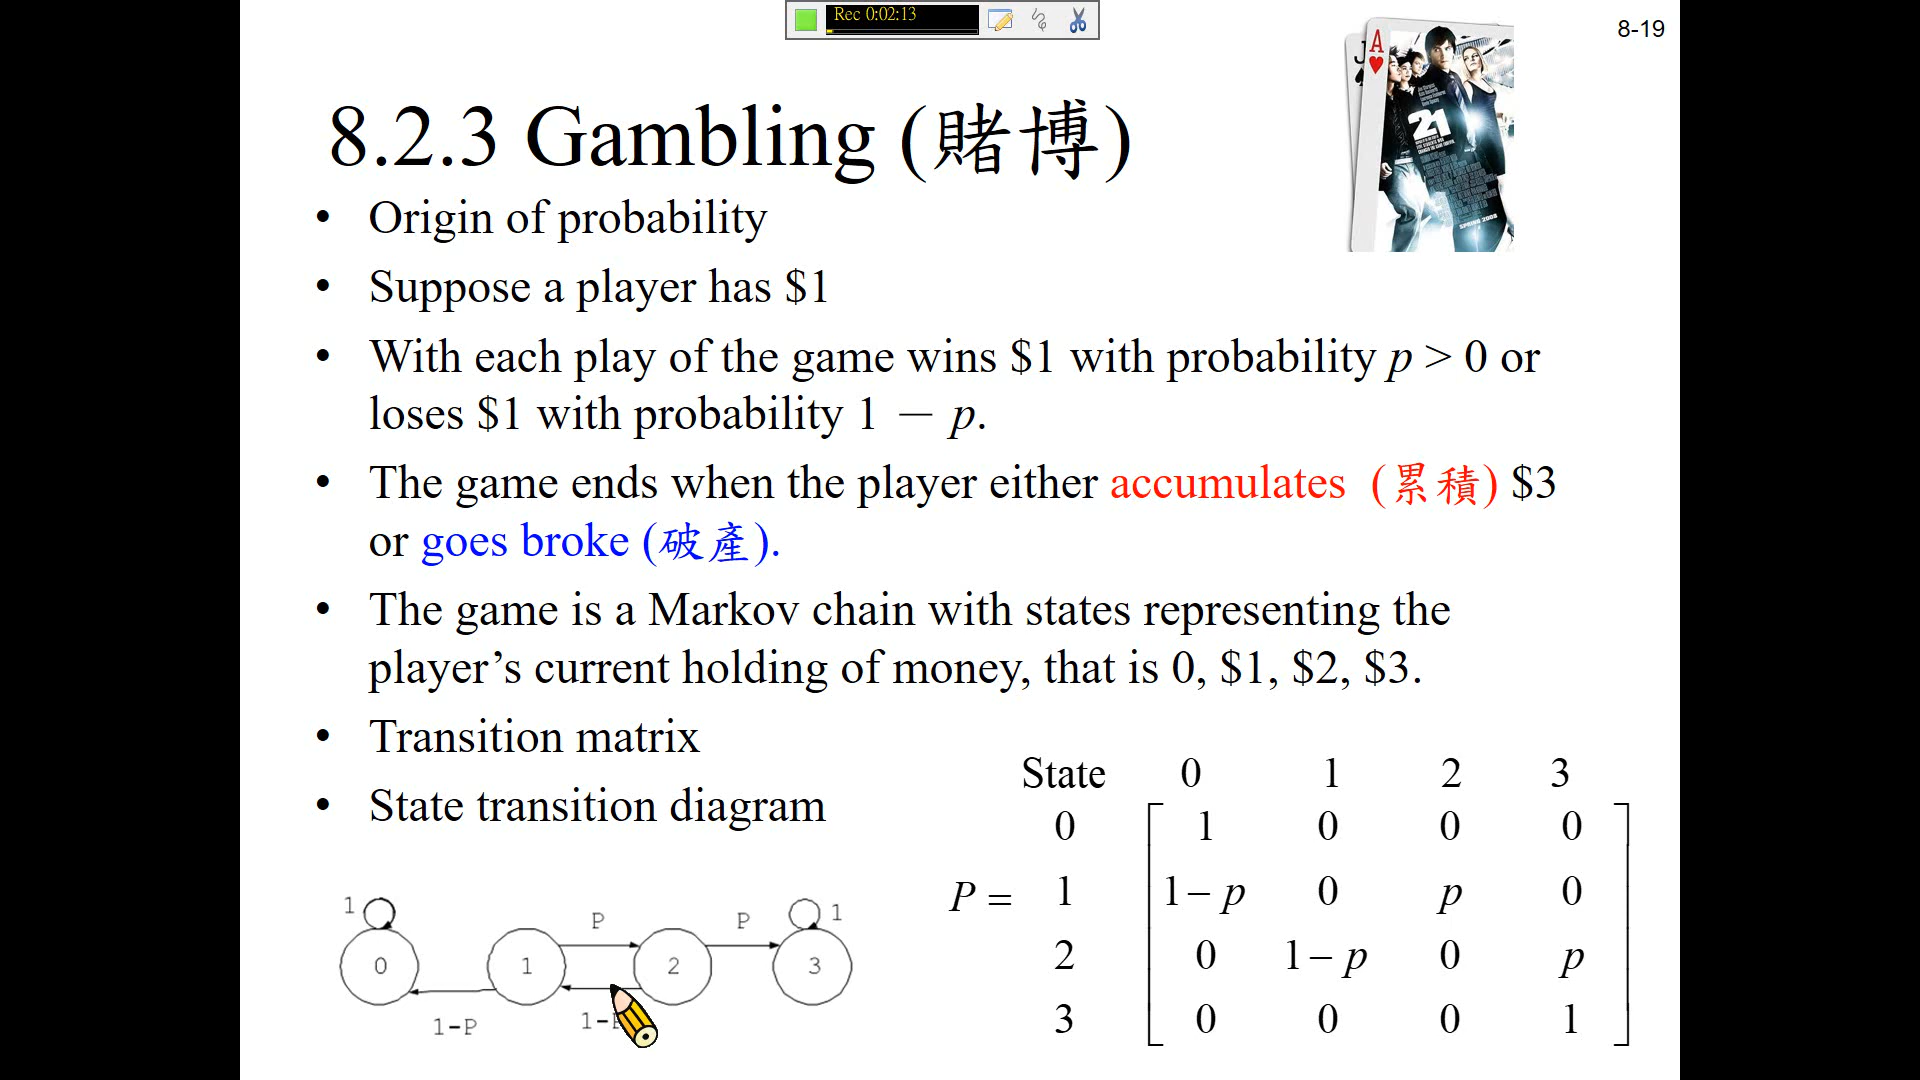 Rec 0:02:13
8-19
A
J
21
SPRING 2008
8.2.3 Gambling (賭博)
• Origin of probability
• Suppose a player has $1
• With each play of the game wins $1 with probability p > 0 or
loses $1 with probability 1 － p.
• The game ends when the player either accumulates (累積) $3
or goes broke (破產).
• The game is a Markov chain with states representing the
player’s current holding of money, that is 0, $1, $2, $3.
• Transition matrix
• State transition diagram
State 0 1 2 3
0 1 0 0 0
P = 1 1−p 0 p 0
2 0 1−p 0 p
3 0 0 0 1
1 P P 1
0 1 2 3
1-P 1-P